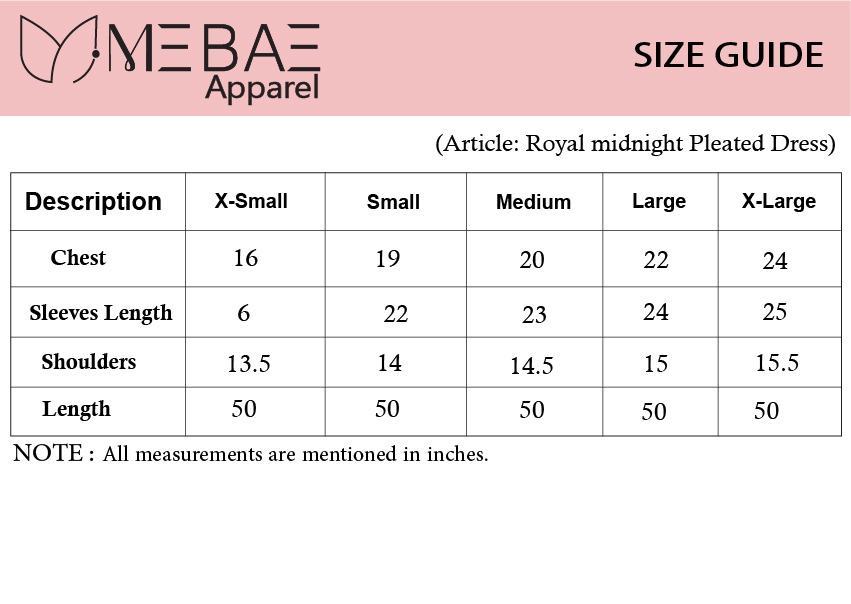 MEBAE
Apparel
SIZE GUIDE
(Article: Royal midnight Pleated Dress)
Description X-Small Small Medium Large X-Large
Chest 16 19 20 22 24
Sleeves Length 6 22 23 24 25
Shoulders 13.5 14 14.5 15 15.5
Length 50 50 50 50 50
NOTE : All measurements are mentioned in inches.